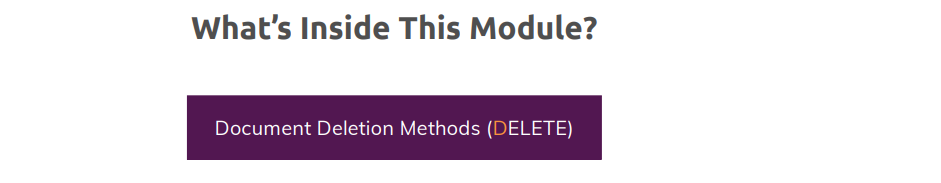 What’s Inside This Module?
Document Deletion Methods (DELETE)